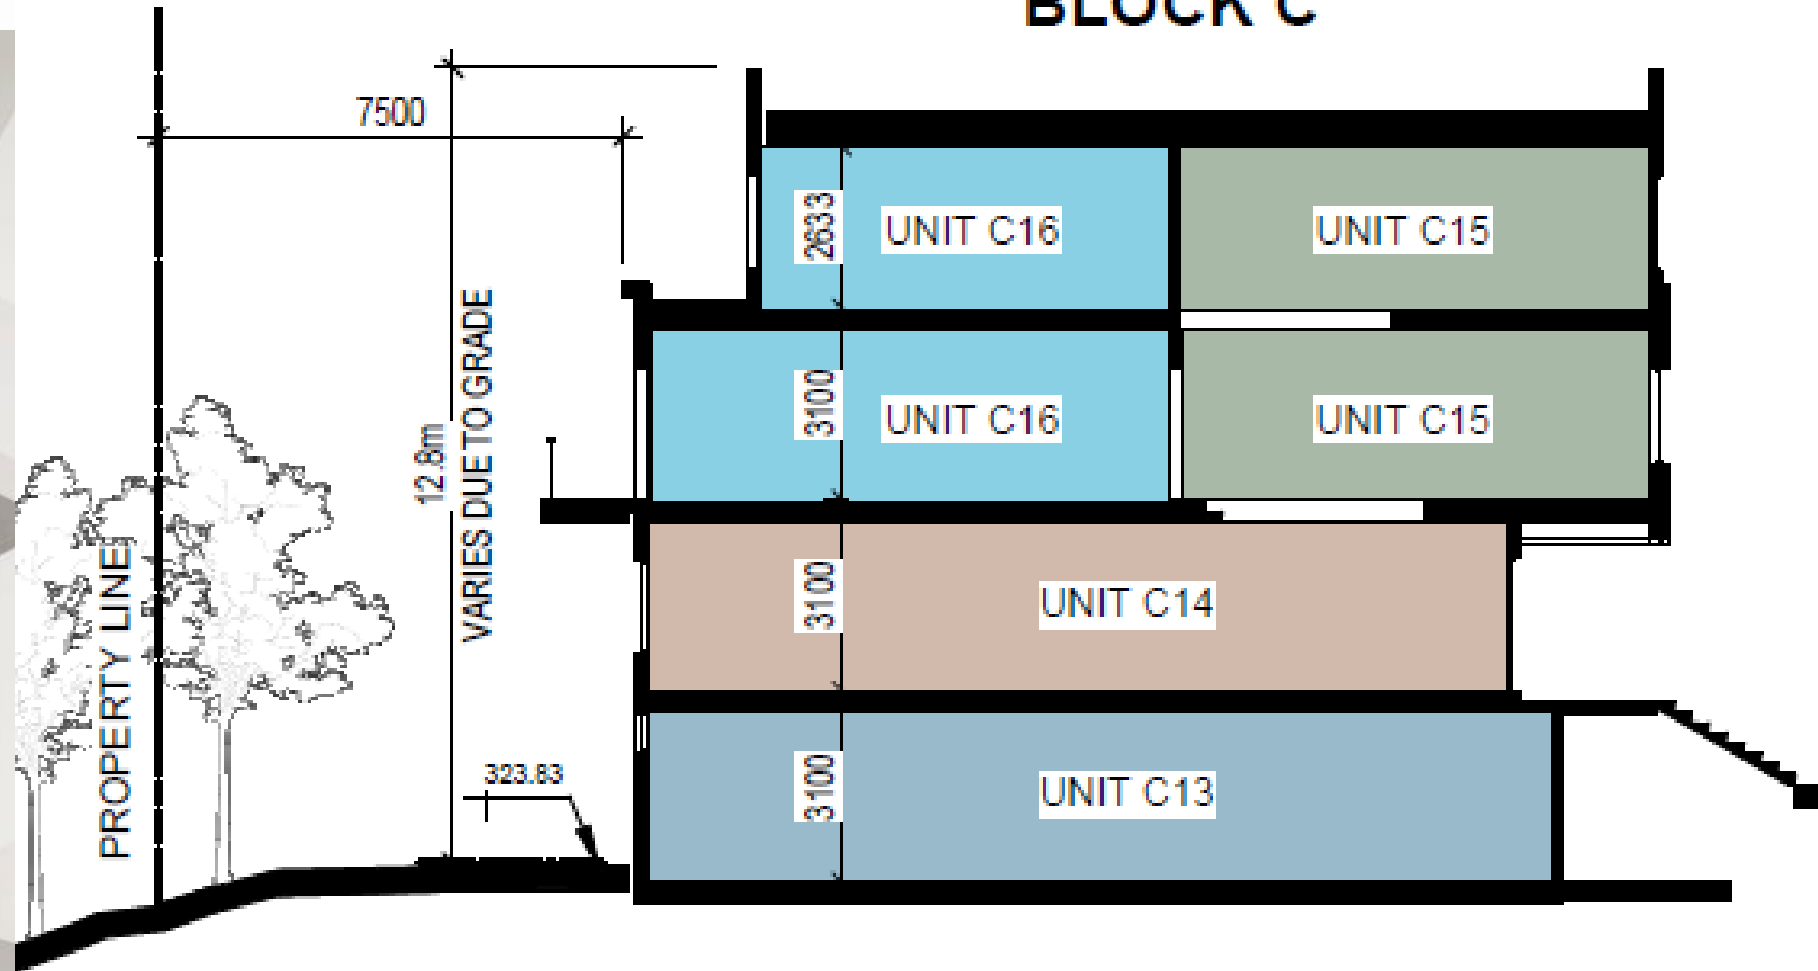 BLOCK C
7500
2633
UNIT C16
UNIT C15
12.8m
VARIES DUE TO GRADE
3100
UNIT C16
UNIT C15
PROPERTY LINE
3100
UNIT C14
323.83
3100
UNIT C13